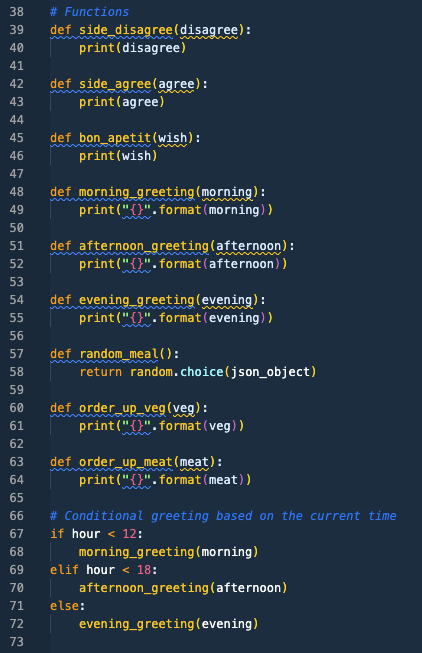 38 # Functions
39 def side_disagree(disagree):
40     print(disagree)
41
42 def side_agree(agree):
43     print(agree)
44
45 def bon_apetit(wish):
46     print(wish)
47
48 def morning_greeting(morning):
49     print("{}".format(morning))
50
51 def afternoon_greeting(afternoon):
52     print("{}".format(afternoon))
53
54 def evening_greeting(evening):
55     print("{}".format(evening))
56
57 def random_meal():
58     return random.choice(json_object)
59
60 def order_up_veg(veg):
61     print("{}".format(veg))
62
63 def order_up_meat(meat):
64     print("{}".format(meat))
65
66 # Conditional greeting based on the current time
67 if hour < 12:
68     morning_greeting(morning)
69 elif hour < 18:
70     afternoon_greeting(afternoon)
71 else:
72     evening_greeting(evening)
73